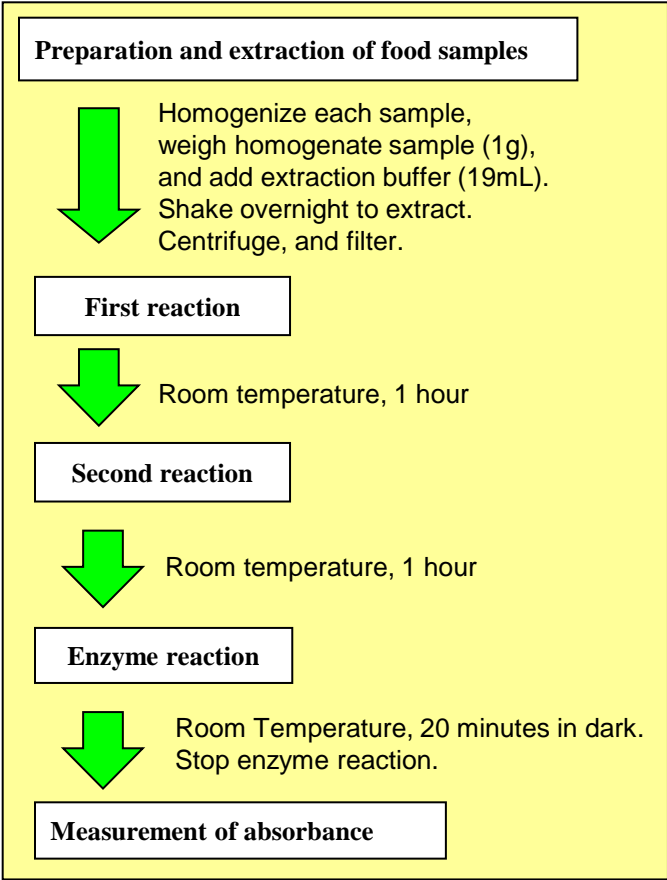 Preparation and extraction of food samples
Homogenize each sample,
weigh homogenate sample (1g),
and add extraction buffer (19mL).
Shake overnight to extract.
Centrifuge, and filter.
First reaction
Room temperature, 1 hour
Second reaction
Room temperature, 1 hour
Enzyme reaction
Room Temperature, 20 minutes in dark.
Stop enzyme reaction.
Measurement of absorbance